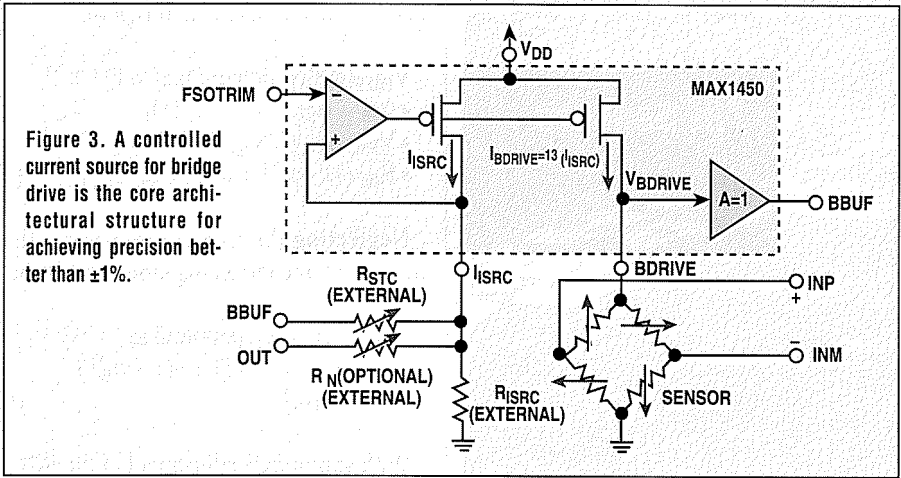 V_DD
MAX1450
FSOTRIM
−
+
Figure 3. A controlled
current source for bridge
drive is the core archi-
tectural structure for
achieving precision bet-
ter than ±1%.
I_ISRC
I_BDRIVE=13 (I_ISRC)
V_BDRIVE
A=1
BBUF
I_ISRC
BDRIVE
R_STC
(EXTERNAL)
INP
+
BBUF
OUT
−
INM
R_N(OPTIONAL)
(EXTERNAL)
R_ISRC
(EXTERNAL)
SENSOR